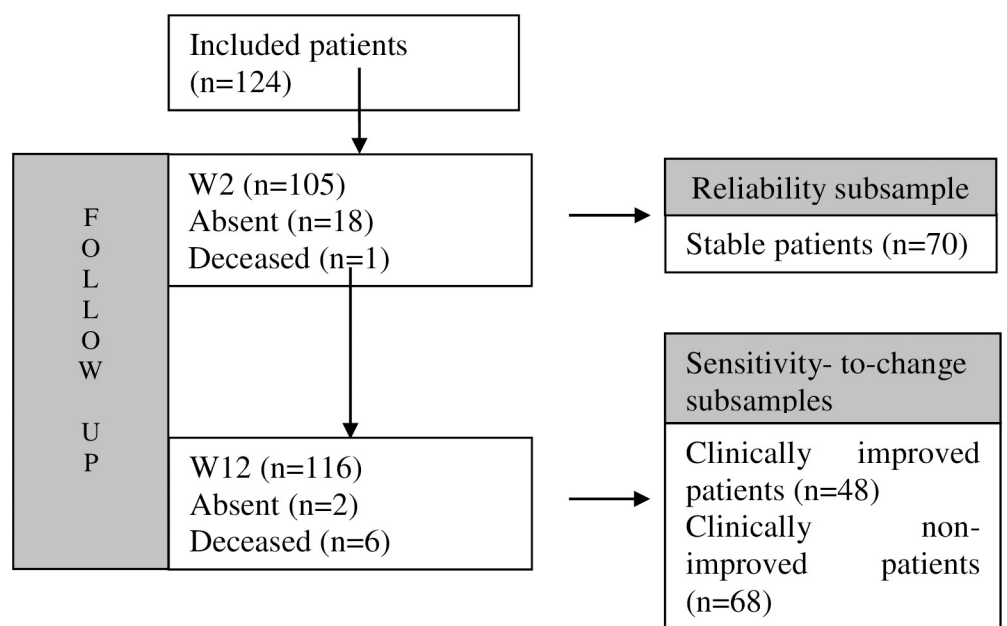 Included patients
(n=124)
F
O
L
L
O
W
U
P
W2 (n=105)
Absent (n=18)
Deceased (n=1)
Reliability subsample
Stable patients (n=70)
W12 (n=116)
Absent (n=2)
Deceased (n=6)
Sensitivity- to-change
subsamples
Clinically improved
patients (n=48)
Clinically non-
improved patients
(n=68)